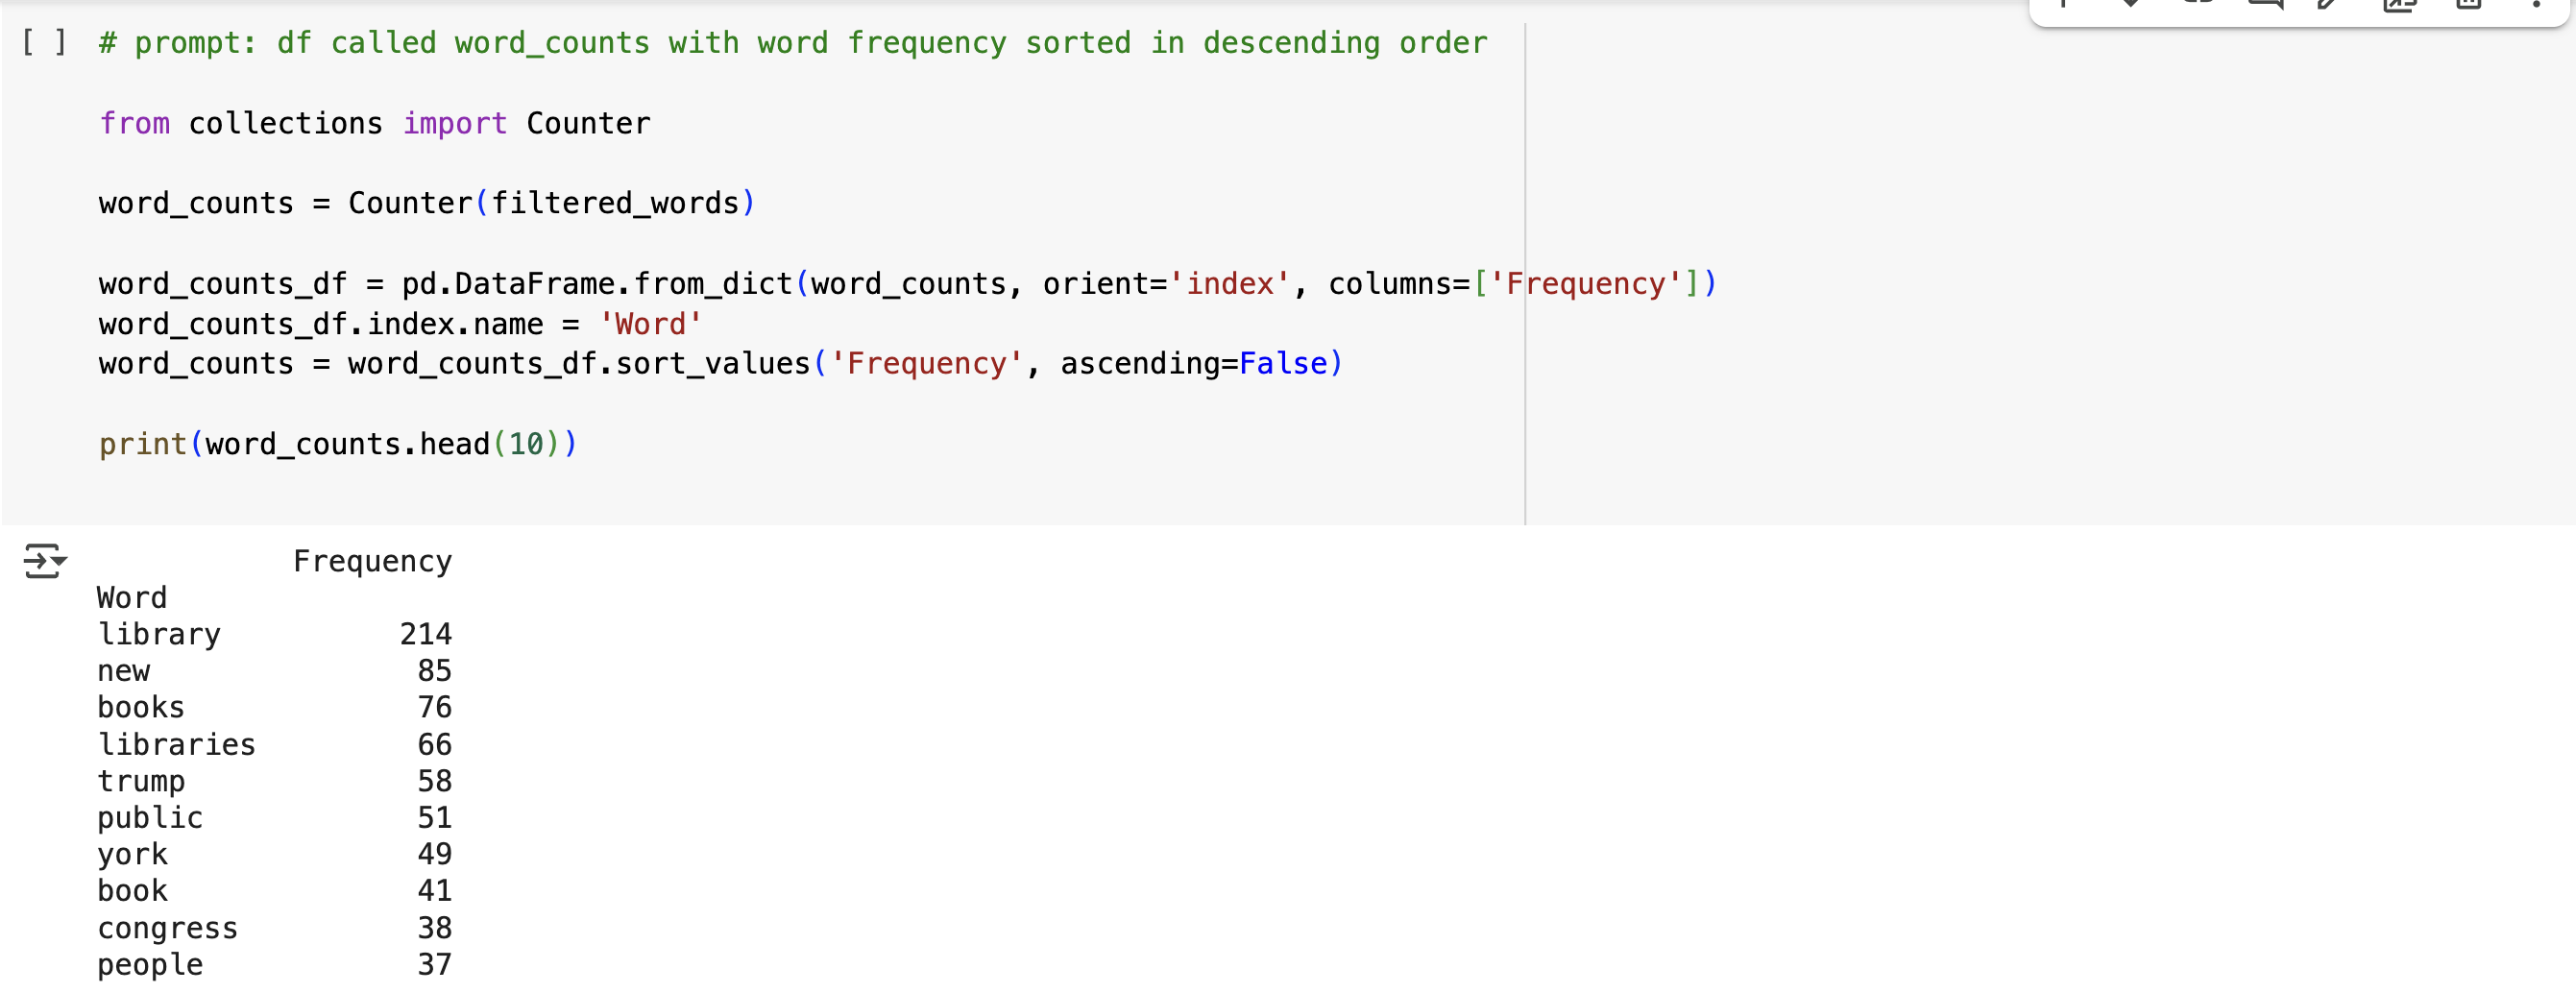 [ ] # prompt: df called word_counts with word frequency sorted in descending order
from collections import Counter
word_counts = Counter(filtered_words)
word_counts_df = pd.DataFrame.from_dict(word_counts, orient='index', columns=['Frequency'])
word_counts_df.index.name = 'Word'
word_counts = word_counts_df.sort_values('Frequency', ascending=False)
print(word_counts.head(10))
Frequency
Word
library 214
new 85
books 76
libraries 66
trump 58
public 51
york 49
book 41
congress 38
people 37